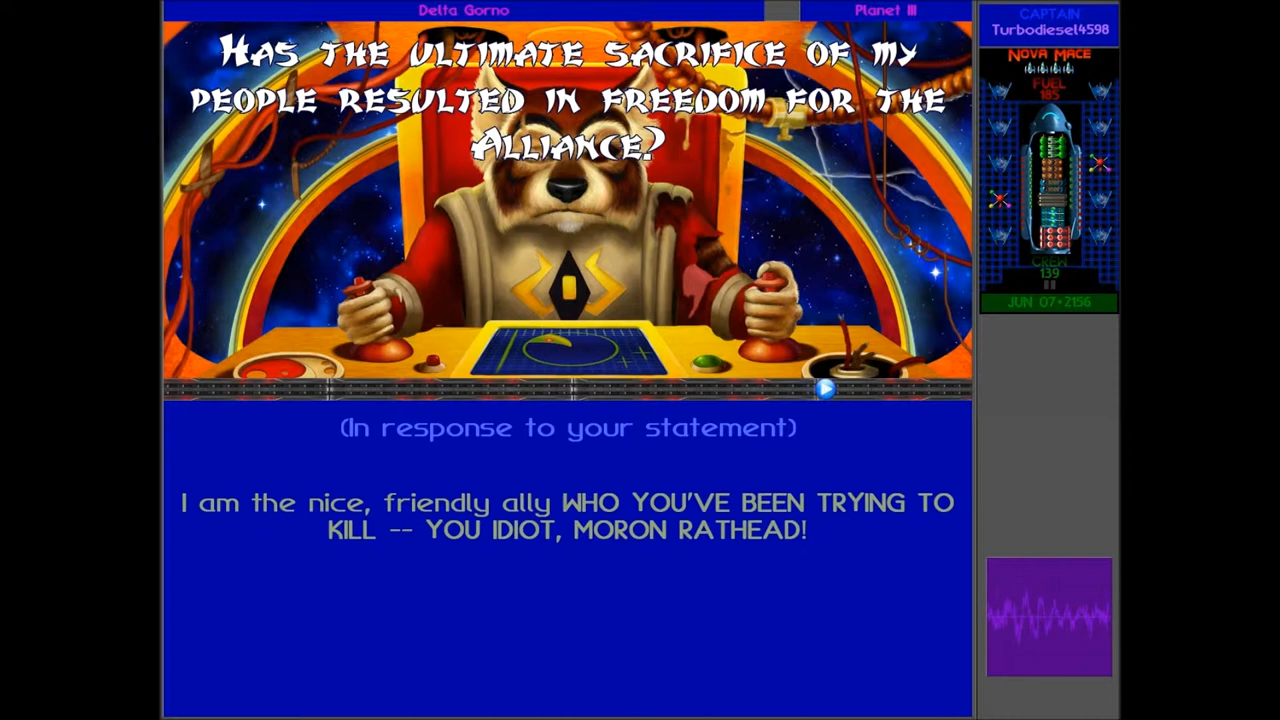 Delta Gorno
Planet III
CAPTAIN
Turbodiesel4598
NOVA MACE
FUEL
185
CREW
139
JUN 07·2156
HAS THE ULTIMATE SACRIFICE OF MY
PEOPLE RESULTED IN FREEDOM FOR THE
ALLIANCE?
(In response to your statement)
I am the nice, friendly ally WHO YOU'VE BEEN TRYING TO
KILL -- YOU IDIOT, MORON RATHEAD!